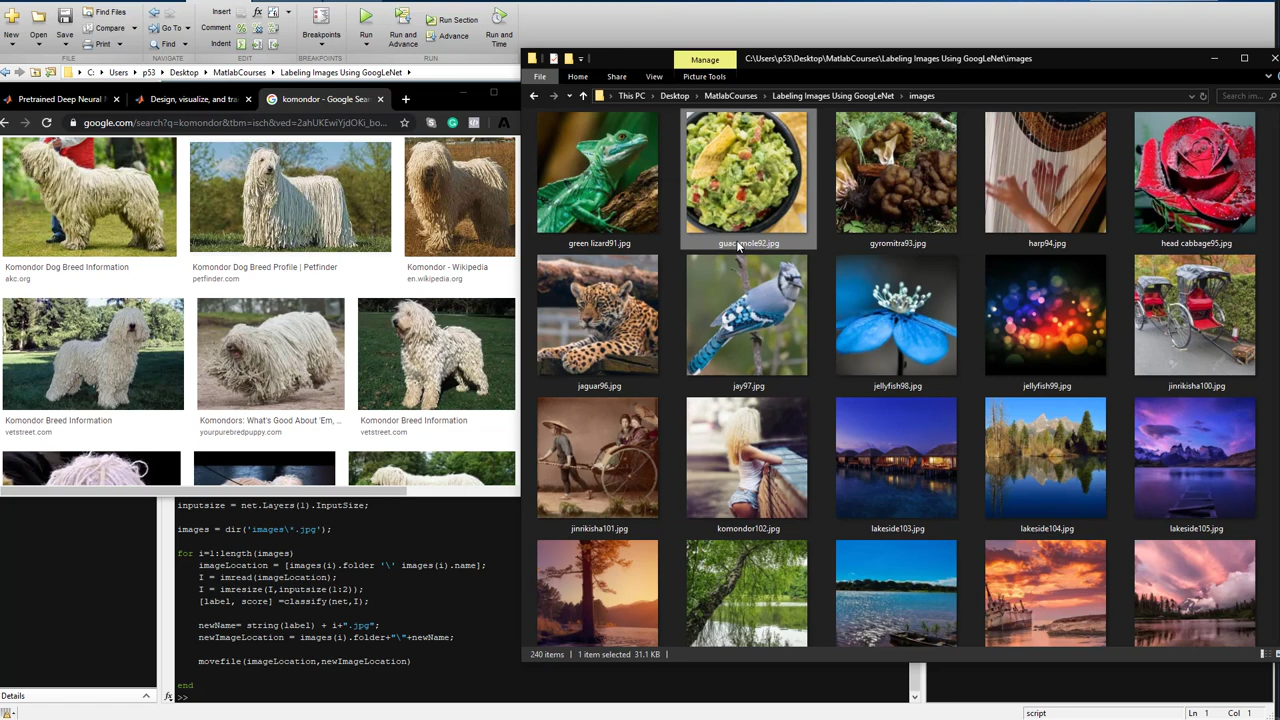 Find Files
Insert
fx
New
Open
Save
Compare
Go To
Comment
Breakpoints
Run
Run and
Advance
Run Section
Advance
Run and
Time
Print
Find
Indent
FILE
NAVIGATE
EDIT
BREAKPOINTS
RUN
C: Users p53 Desktop MatlabCourses Labeling Images Using GoogLeNet
Manage
C:\Users\p53\Desktop\MatlabCourses\Labeling Images Using GoogLeNet\images
File
Home
Share
View
Picture Tools
This PC Desktop MatlabCourses Labeling Images Using GoogLeNet images
Search im...
Pretrained Deep Neural
Design, visualize, and tra
komondor - Google Sear
google.com/search?q=komondor&tbm=isch&ved=2ahUKEwiYjdOKi_bo...
Komondor Dog Breed Information
akc.org
Komondor Dog Breed Profile | Petfinder
petfinder.com
Komondor - Wikipedia
en.wikipedia.org
Komondor Breed Information
vetstreet.com
Komondors: What's Good About 'Em, ...
yourpurebredpuppy.com
Komondor Breed Information
vetstreet.com
green lizard91.jpg
guacamole92.jpg
gyromitra93.jpg
harp94.jpg
head cabbage95.jpg
jaguar96.jpg
jay97.jpg
jellyfish98.jpg
jellyfish99.jpg
jinrikisha100.jpg
jinrikisha101.jpg
komondor102.jpg
lakeside103.jpg
lakeside104.jpg
lakeside105.jpg
240 items
1 item selected 31.1 KB
inputsize = net.Layers(1).InputSize;
images = dir('images\*.jpg');
for i=1:length(images)
imageLocation = [images(i).folder '\' images(i).name];
I = imread(imageLocation);
I = imresize(I,inputsize(1:2));
[label, score] =classify(net,I);
newName= string(label) + i+".jpg";
newImageLocation = images(i).folder+"\"+newName;
movefile(imageLocation,newImageLocation)
end
fx >>
Details
script
Ln 1
Col 1